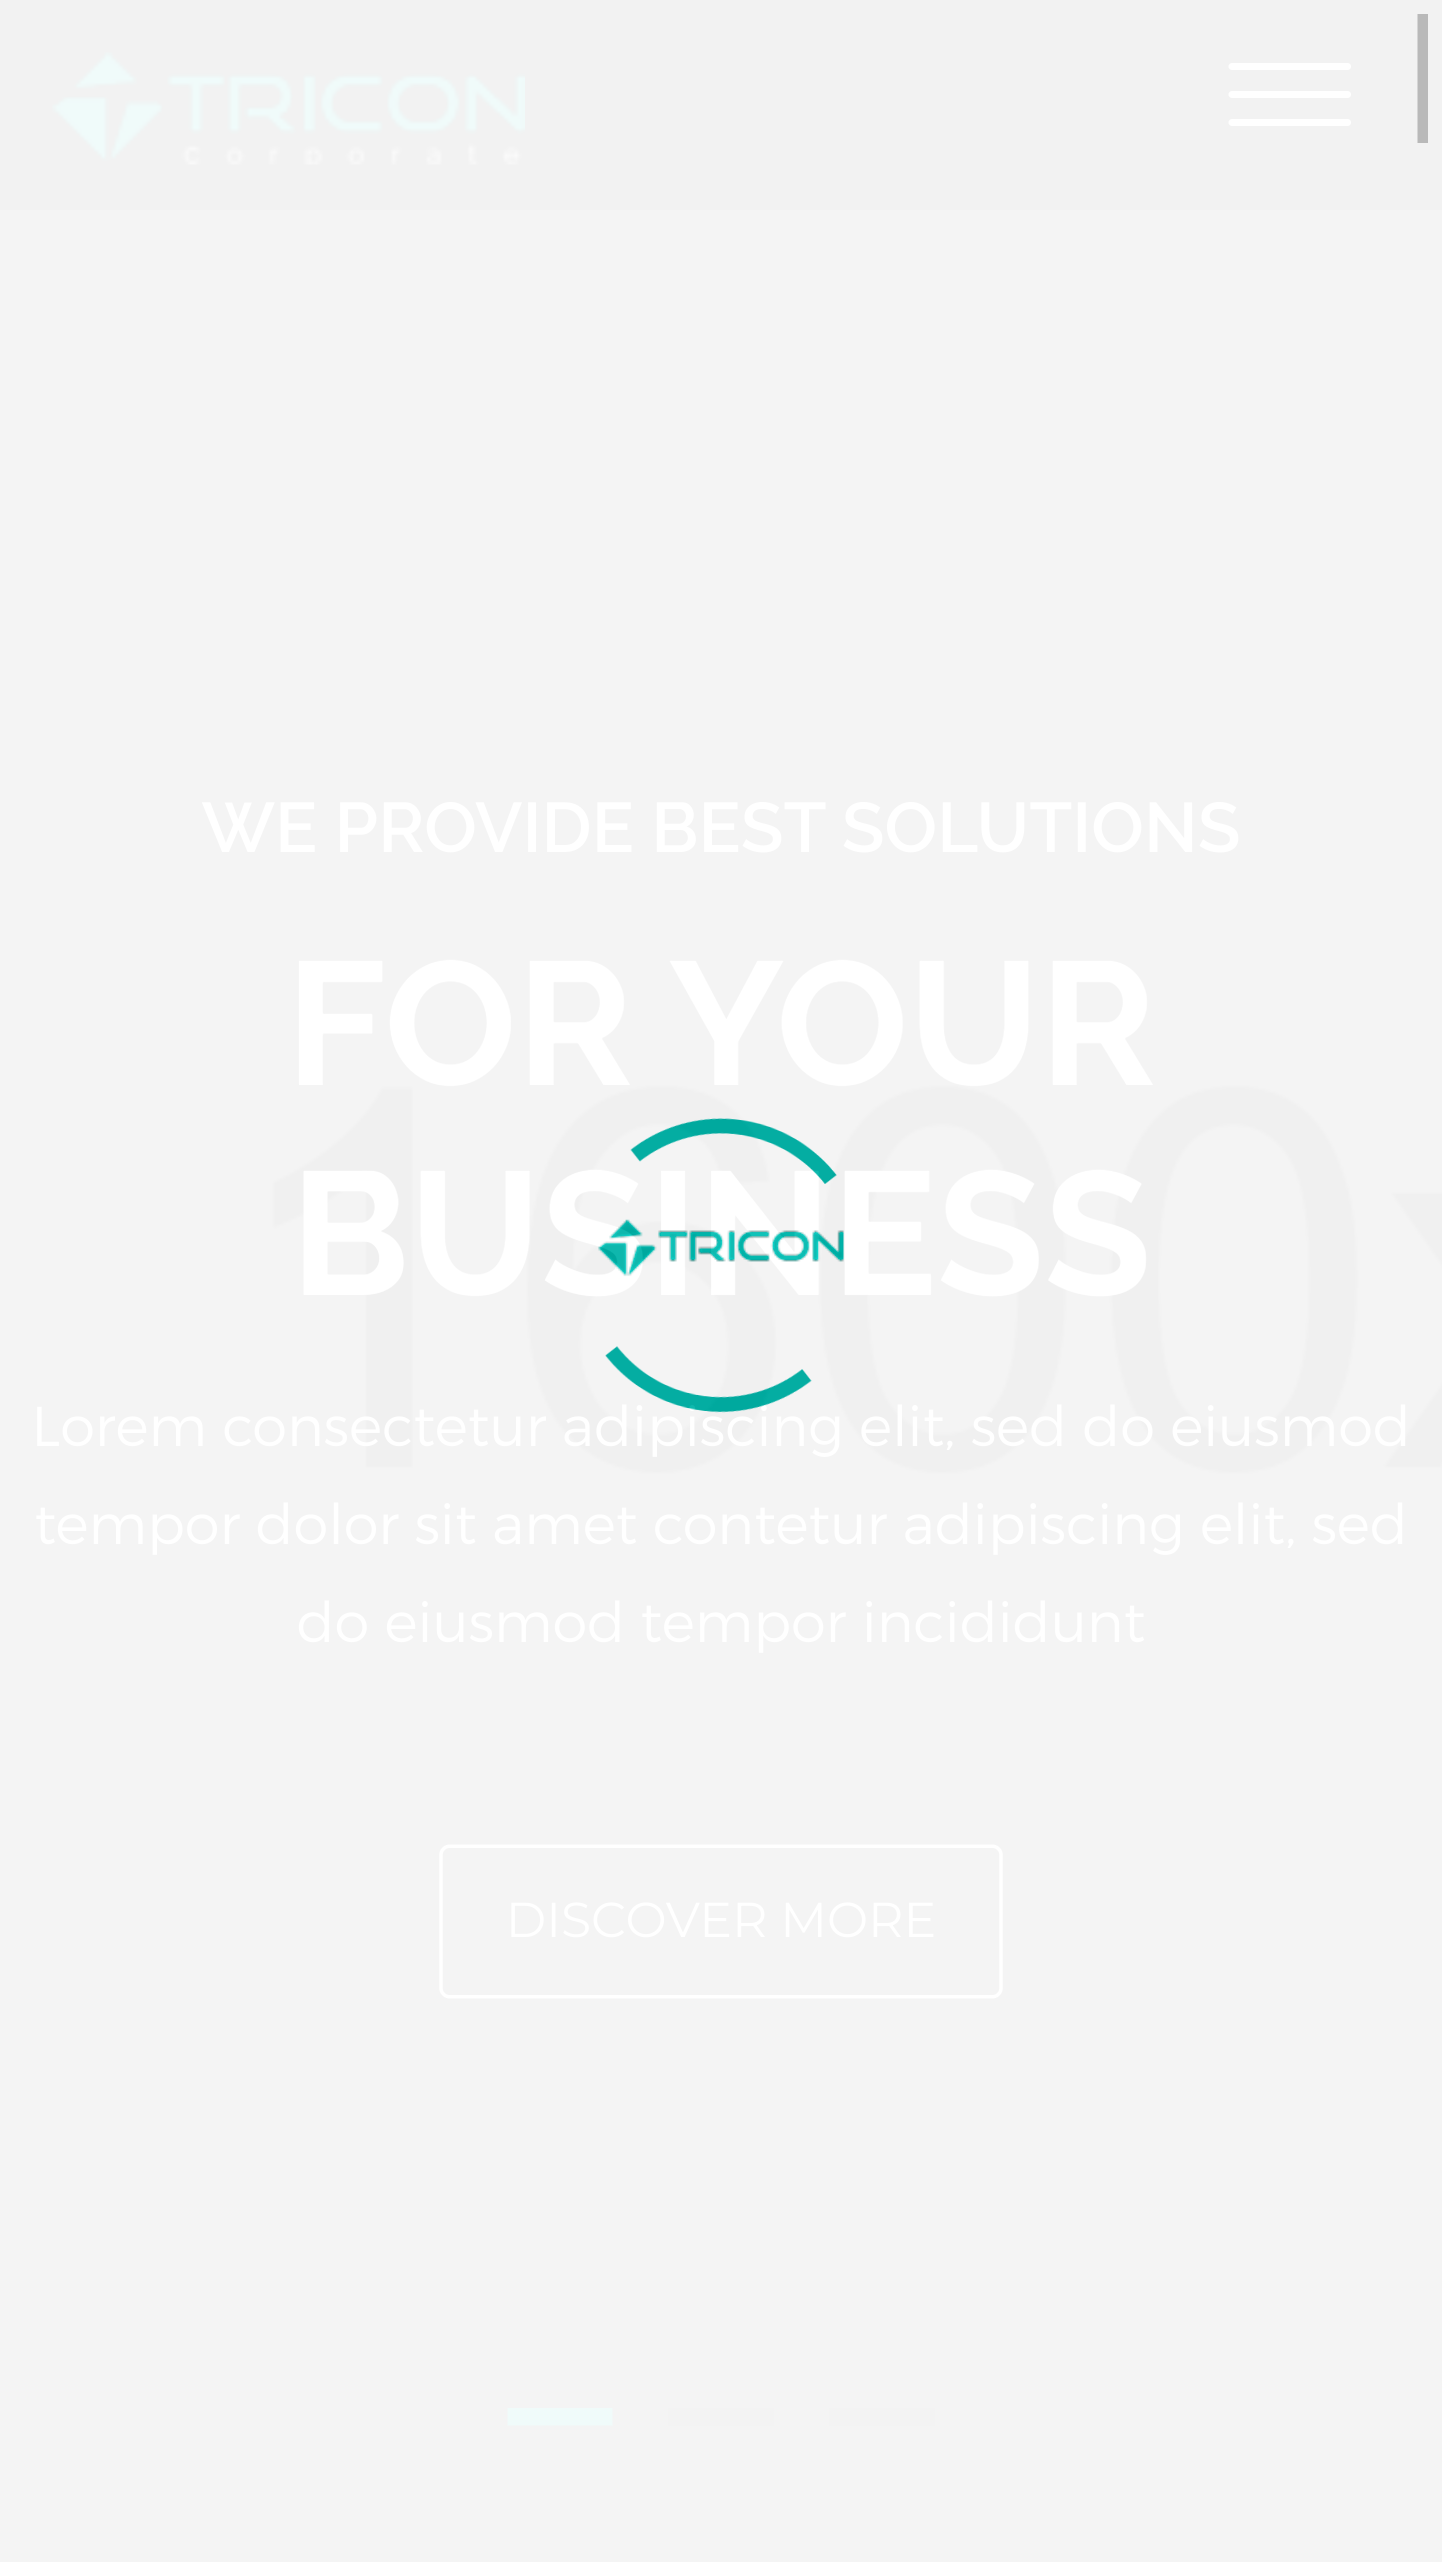 TRICON
Corporate
WE PROVIDE BEST SOLUTIONS
FOR YOUR
BUSINESS
1600x
TRICON
Lorem consectetur adipiscing elit, sed do eiusmod
tempor dolor sit amet contetur adipiscing elit, sed
do eiusmod tempor incididunt
DISCOVER MORE